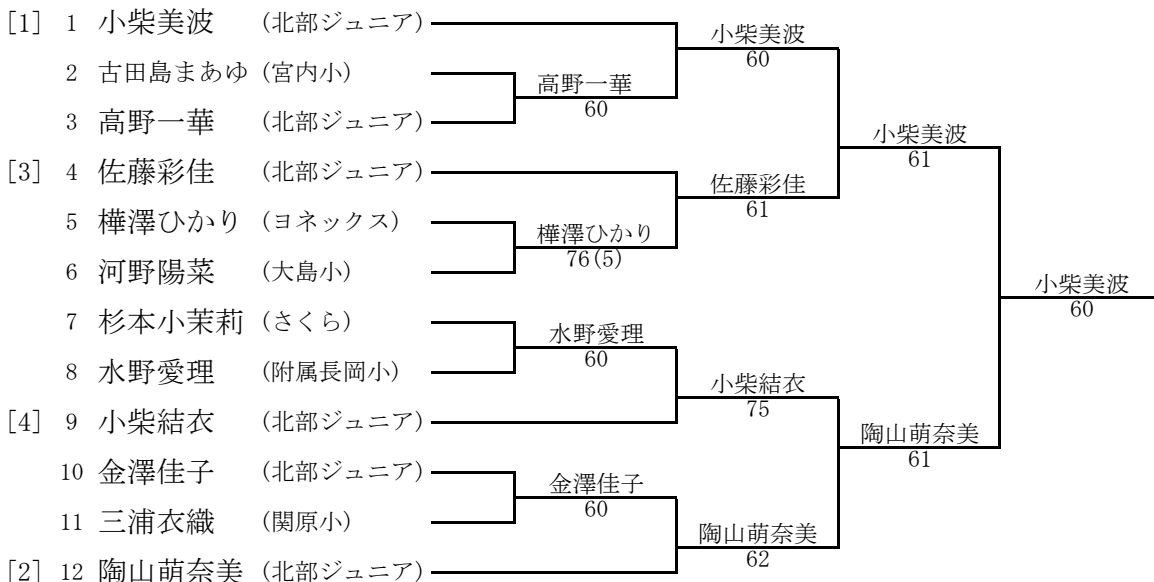 [1] 1 小柴美波 (北部ジュニア)
2 古田島まあゆ (宮内小)
3 高野一華 (北部ジュニア)
[3] 4 佐藤彩佳 (北部ジュニア)
5 樺澤ひかり (ヨネックス)
6 河野陽菜 (大島小)
7 杉本小茉莉 (さくら)
8 水野愛理 (附属長岡小)
[4] 9 小柴結衣 (北部ジュニア)
10 金澤佳子 (北部ジュニア)
11 三浦衣織 (関原小)
[2] 12 陶山萌奈美 (北部ジュニア)
高野一華
60
樺澤ひかり
76(5)
水野愛理
60
金澤佳子
60
小柴美波
60
佐藤彩佳
61
小柴結衣
75
陶山萌奈美
62
小柴美波
61
陶山萌奈美
61
小柴美波
60